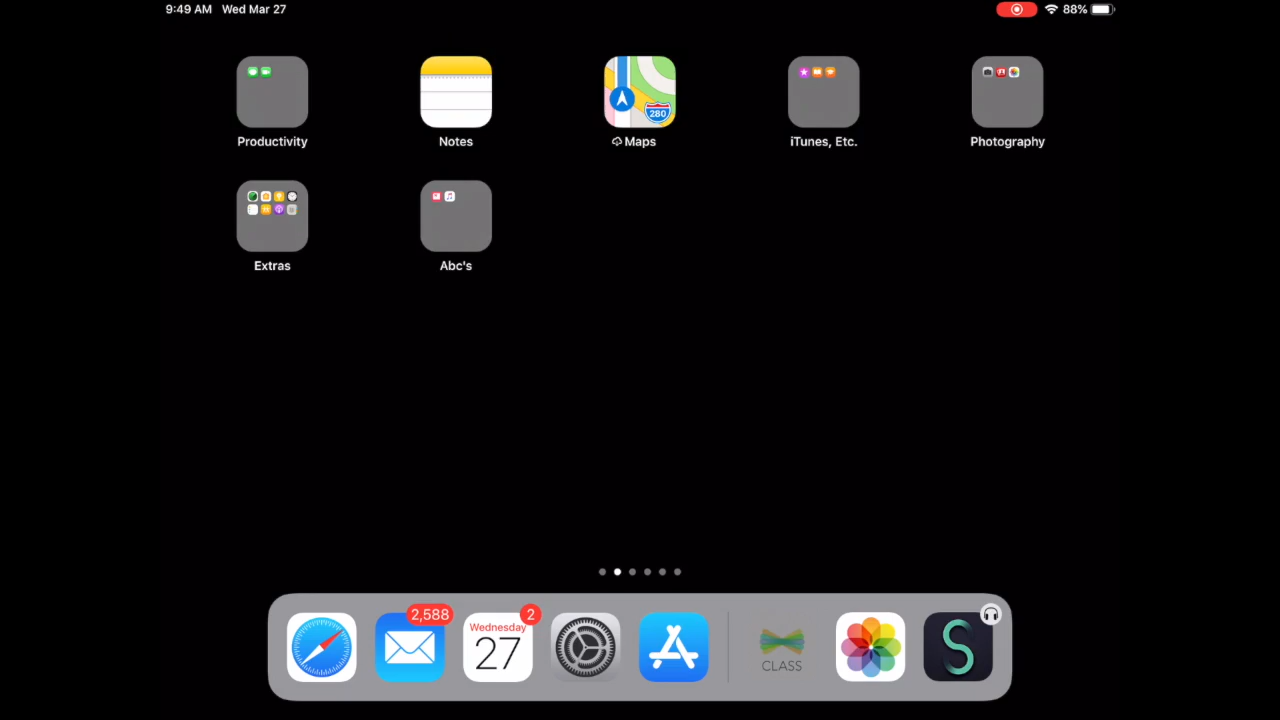 9:49 AM Wed Mar 27
88%
280
Productivity
Notes
Maps
iTunes, Etc.
Photography
Extras
Abc's
2,588
2
Wednesday
27
CLASS